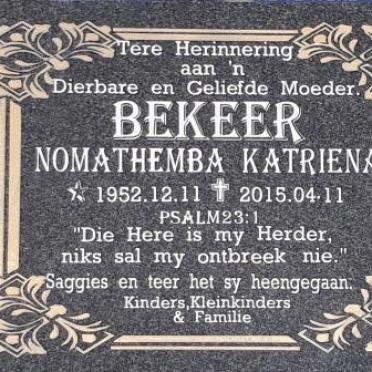 Tere Herinnering
aan 'n
Dierbare en Geliefde Moeder.
BEKEER
NOMATHEMBA KATRIENA
1952.12.11 2015.04.11
PSALM23:1
"Die Here is my Herder,
niks sal my ontbreek nie."
Saggies en teer het sy heengegaan.
Kinders,Kleinkinders
& Familie